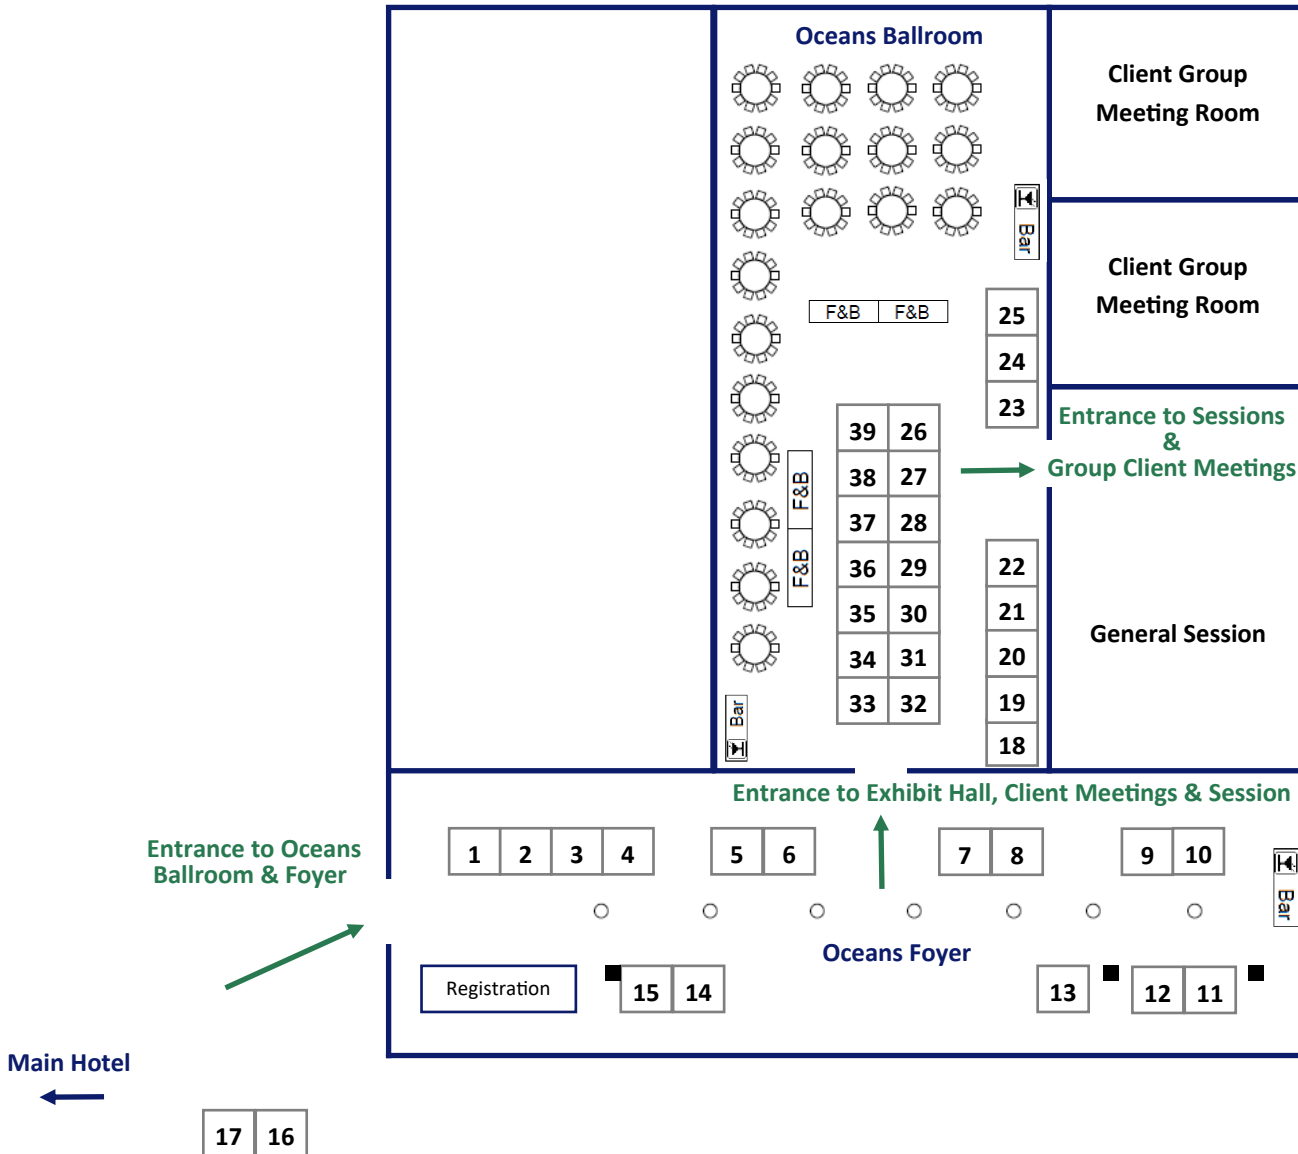 Oceans Ballroom
Client Group
Meeting Room
Bar
Client Group
Meeting Room
F&B F&B
25
24
23
Entrance to Sessions
&
Group Client Meetings
39 26
38 27
37 28
36 29
35 30
34 31
33 32
F&B
F&B
22
21
20
19
18
General Session
Bar
Entrance to Exhibit Hall, Client Meetings & Session
Entrance to Oceans
Ballroom & Foyer
1 2 3 4 5 6 7 8 9 10
Bar
Oceans Foyer
Registration
15 14 13 12 11
Main Hotel
17 16